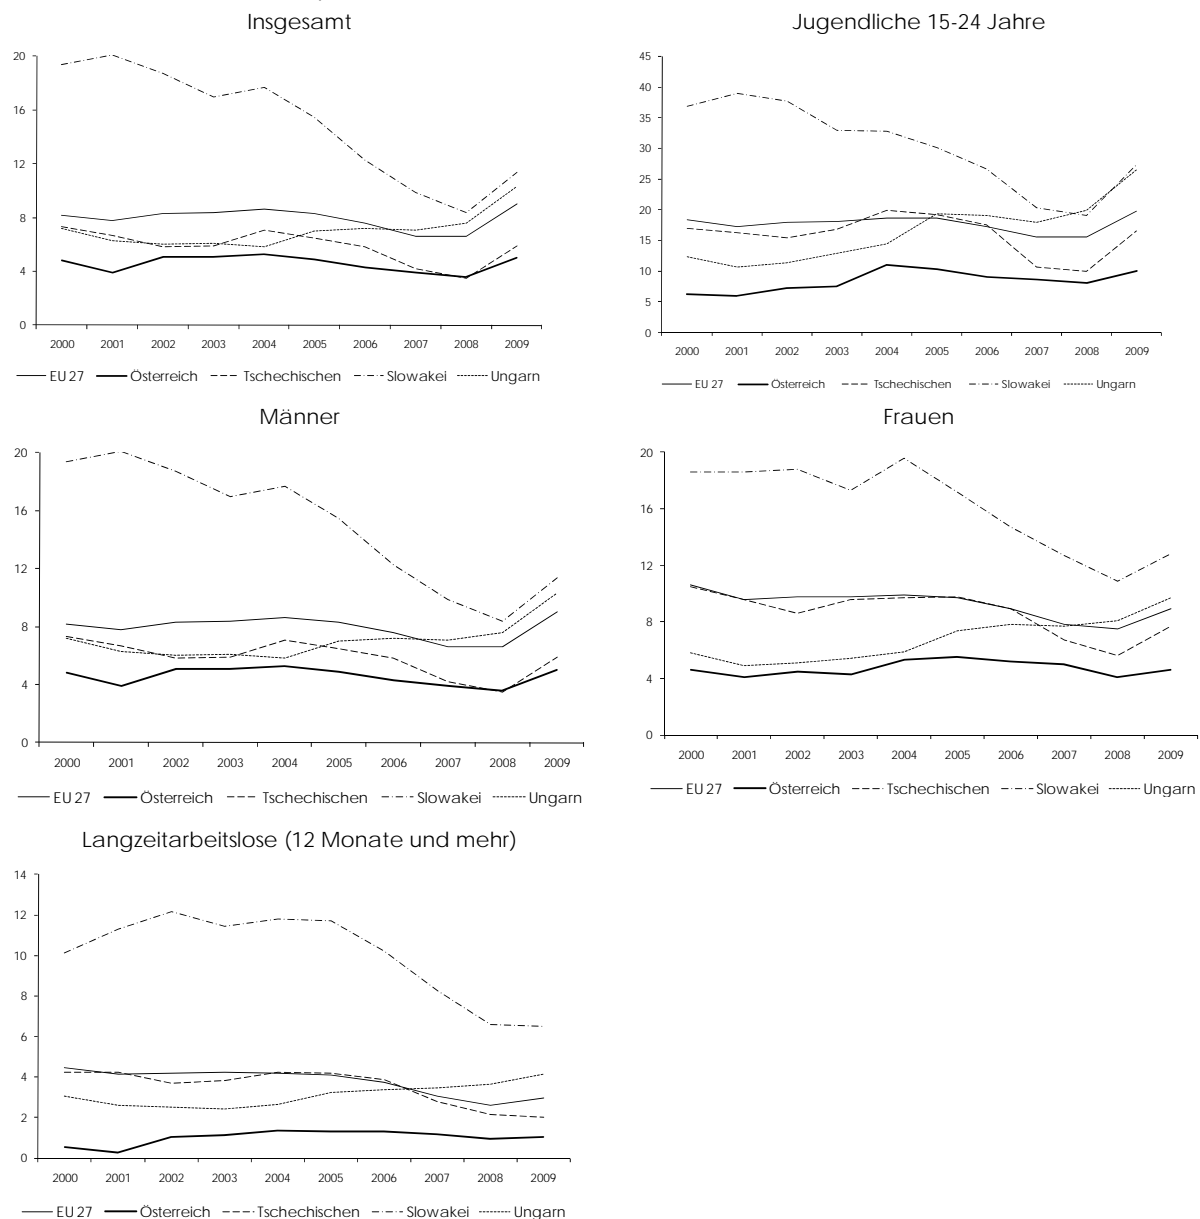 Insgesamt
20
16
12
8
4
0
2000 2001 2002 2003 2004 2005 2006 2007 2008 2009
EU 27 Österreich Tschechischen Slowakei Ungarn
Jugendliche 15-24 Jahre
45
40
35
30
25
20
15
10
5
0
2000 2001 2002 2003 2004 2005 2006 2007 2008 2009
EU 27 Österreich Tschechischen Slowakei Ungarn
Männer
20
16
12
8
4
0
2000 2001 2002 2003 2004 2005 2006 2007 2008 2009
EU 27 Österreich Tschechischen Slowakei Ungarn
Frauen
20
16
12
8
4
0
2000 2001 2002 2003 2004 2005 2006 2007 2008 2009
EU 27 Österreich Tschechischen Slowakei Ungarn
Langzeitarbeitslose (12 Monate und mehr)
14
12
10
8
6
4
2
0
2000 2001 2002 2003 2004 2005 2006 2007 2008 2009
EU 27 Österreich Tschechischen Slowakei Ungarn